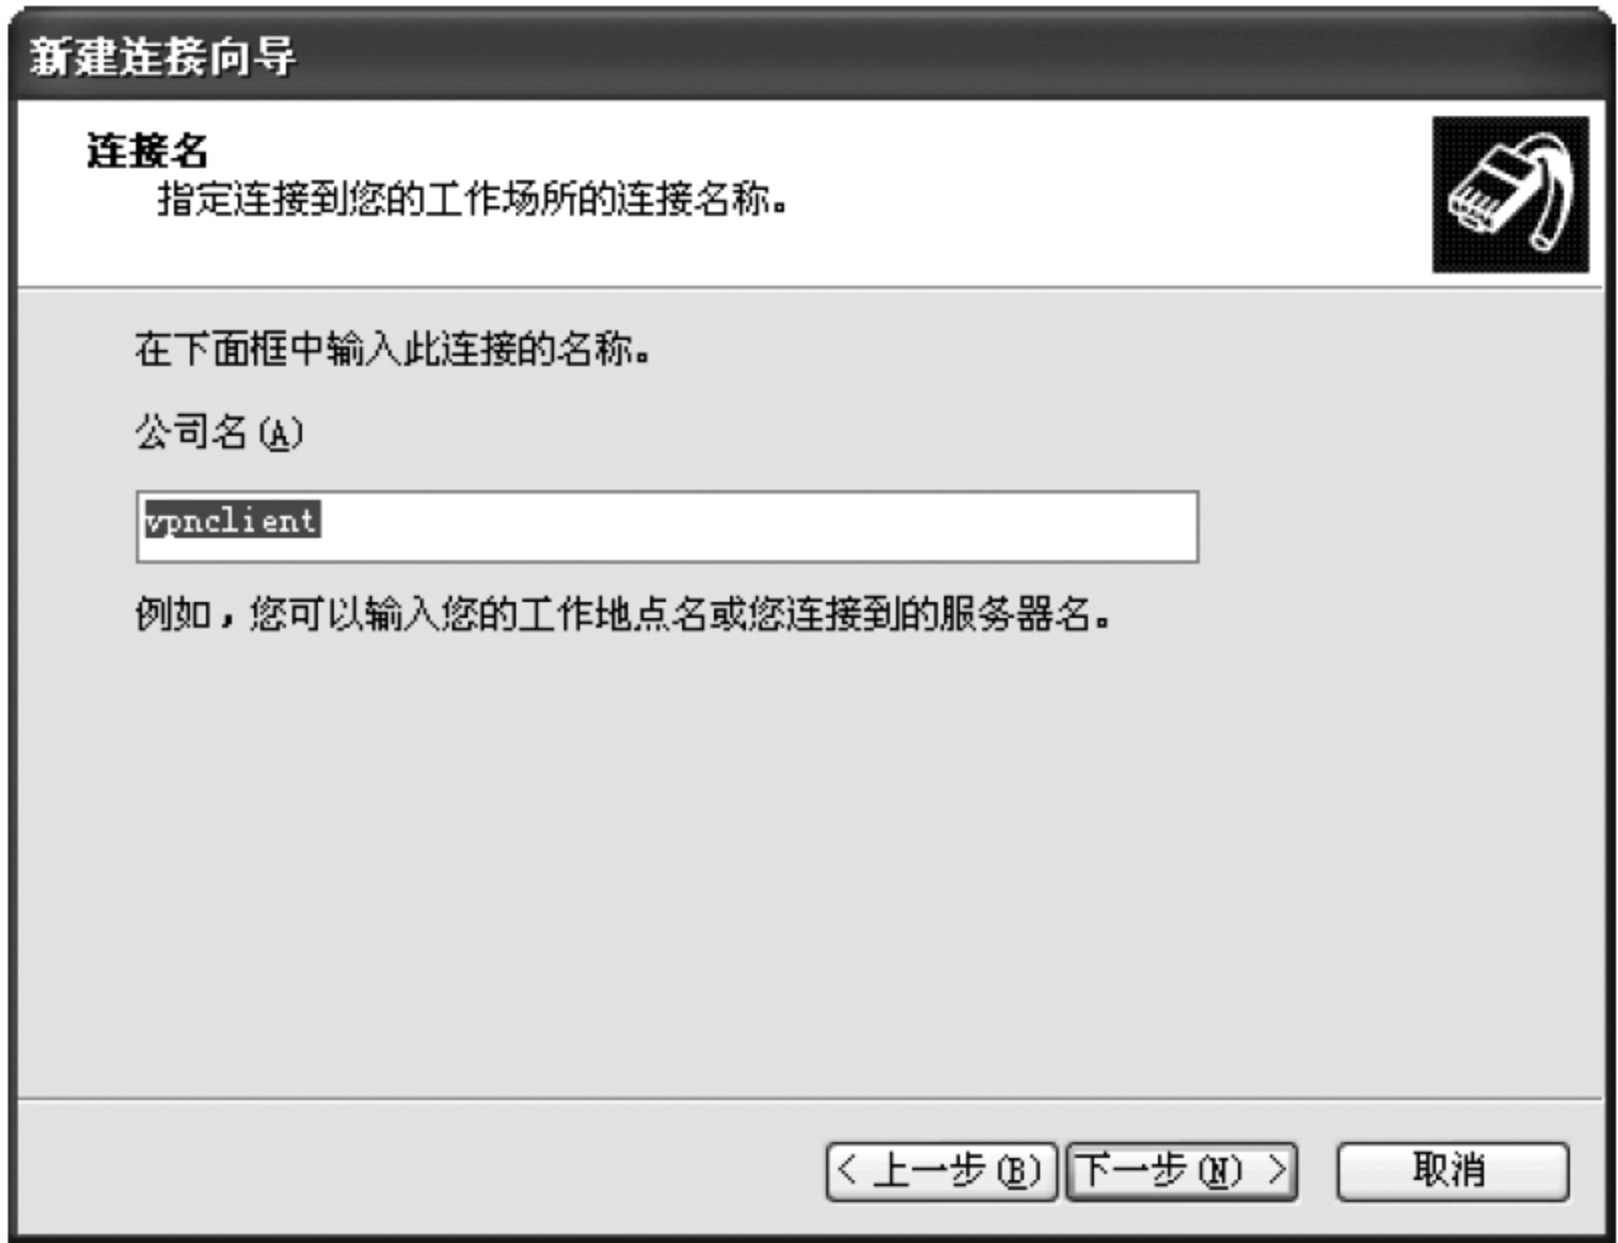 新建连接向导
连接名
指定连接到您的工作场所的连接名称。
在下面框中输入此连接的名称。
公司名(A)
vpnclient
例如，您可以输入您的工作地点名或您连接到的服务器名。
< 上一步(B) 下一步(N) > 取消